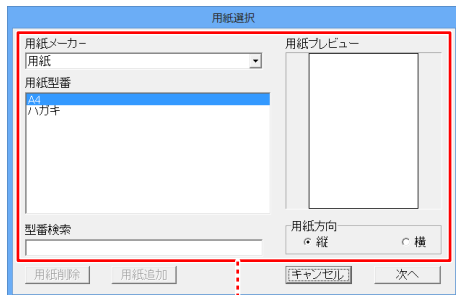 用紙選択
用紙メーカー
用紙
用紙型番
A4
ハガキ
型番検索
用紙プレビュー
用紙方向
縦
横
用紙削除
用紙追加
キャンセル
次へ